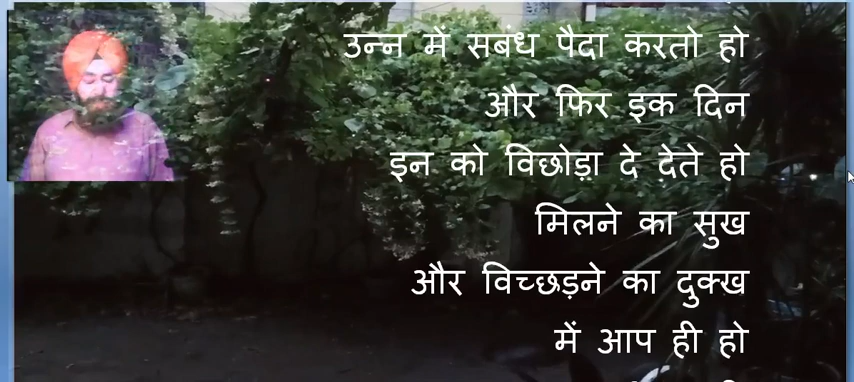 उन्न में सबंध पैदा करतो हो
और फिर इक दिन
इन को विछोड़ा दे देते हो
मिलने का सुख
और विच्छड़ने का दुक्ख
में आप ही हो